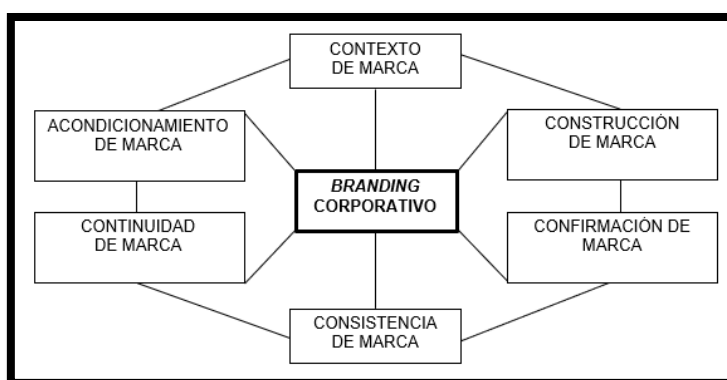 CONTEXTO
DE MARCA
ACONDICIONAMIENTO
DE MARCA
CONSTRUCCIÓN
DE MARCA
BRANDING
CORPORATIVO
CONTINUIDAD
DE MARCA
CONFIRMACIÓN DE
MARCA
CONSISTENCIA
DE MARCA